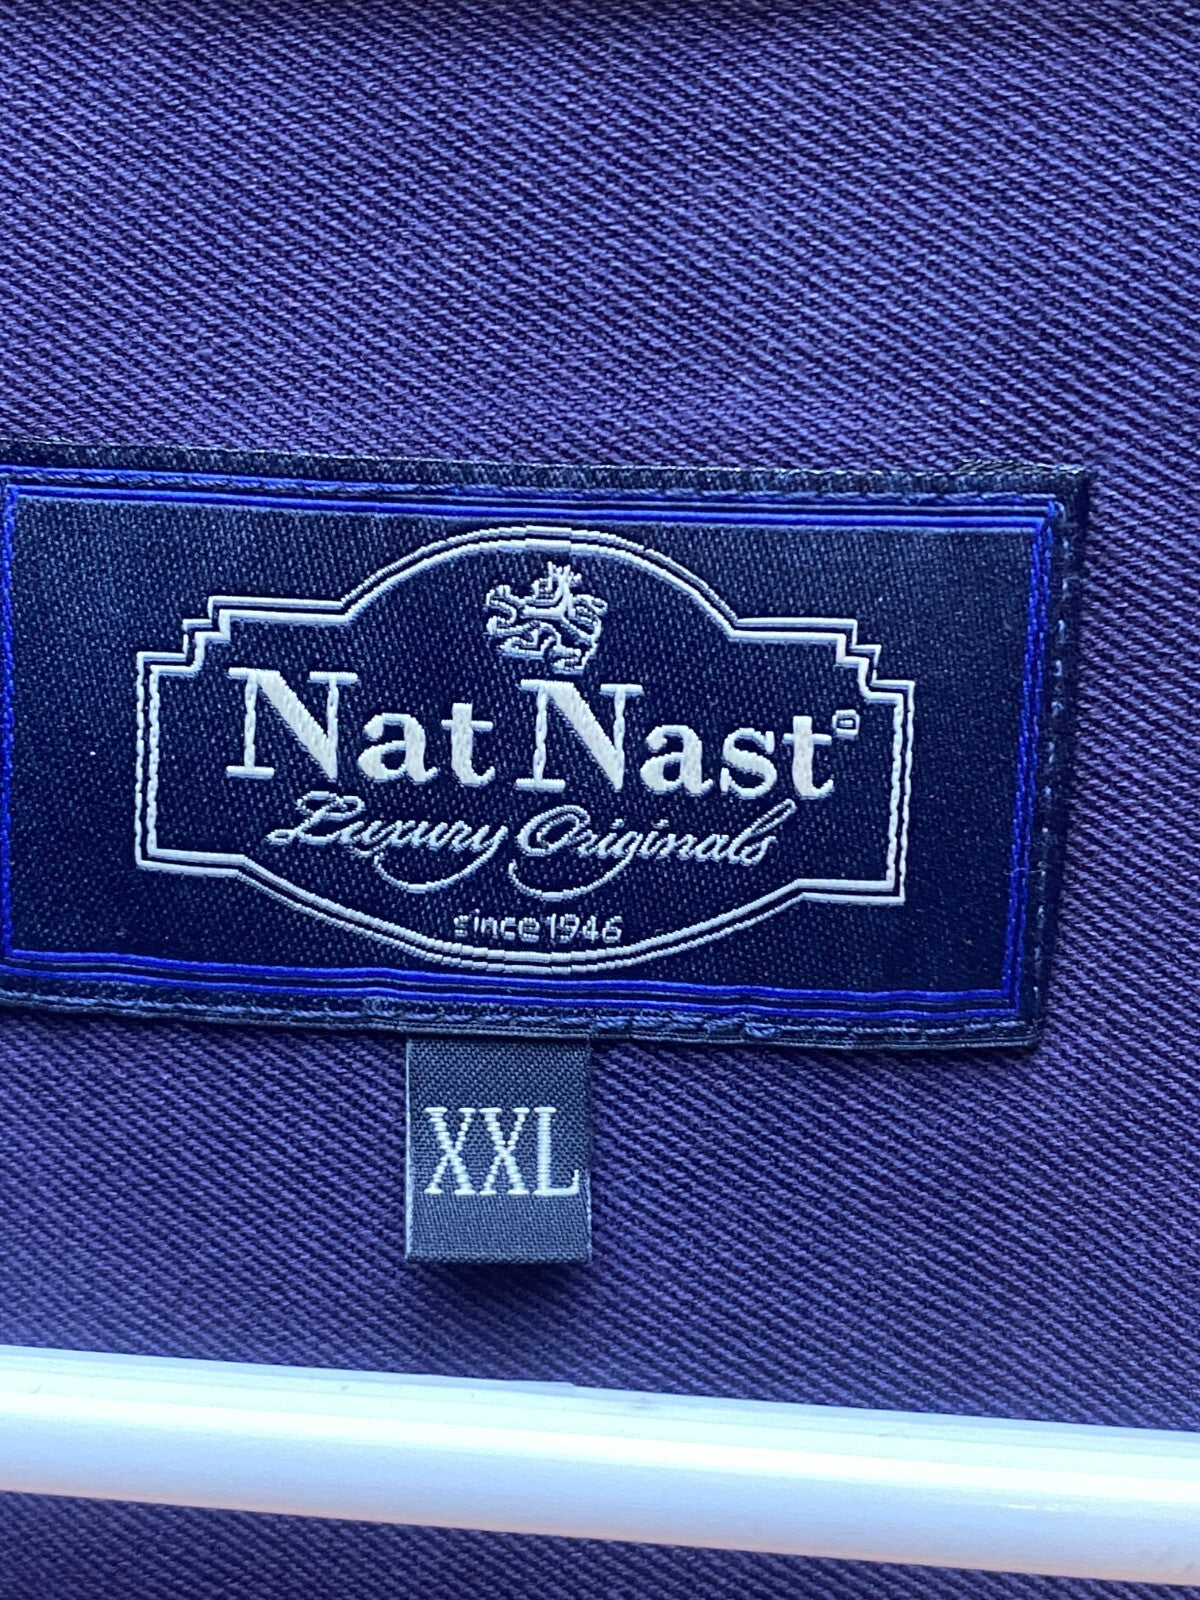 Nat Nast
Luxury Originals
since 1946
XXL